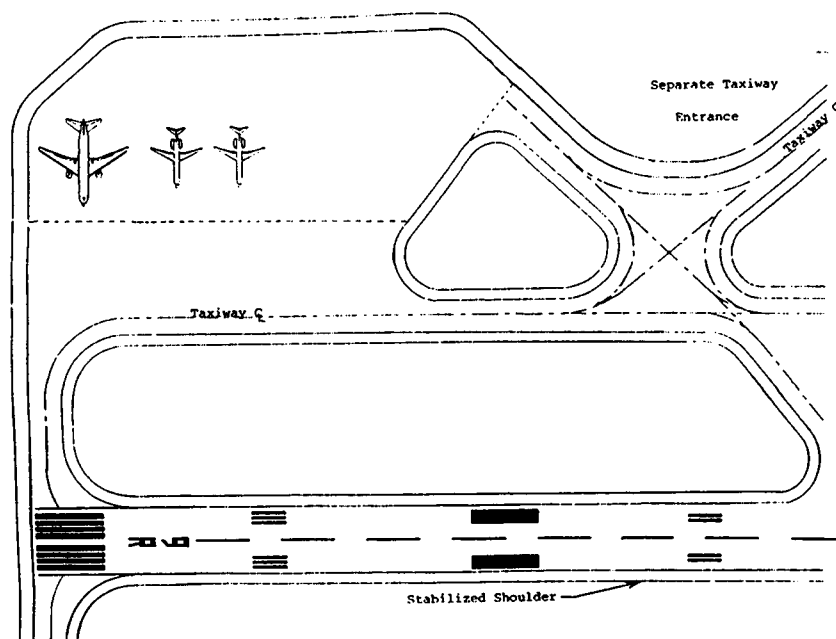 Separate Taxiway
Entrance
Taxiway
Taxiway ℄
Stabilized Shoulder